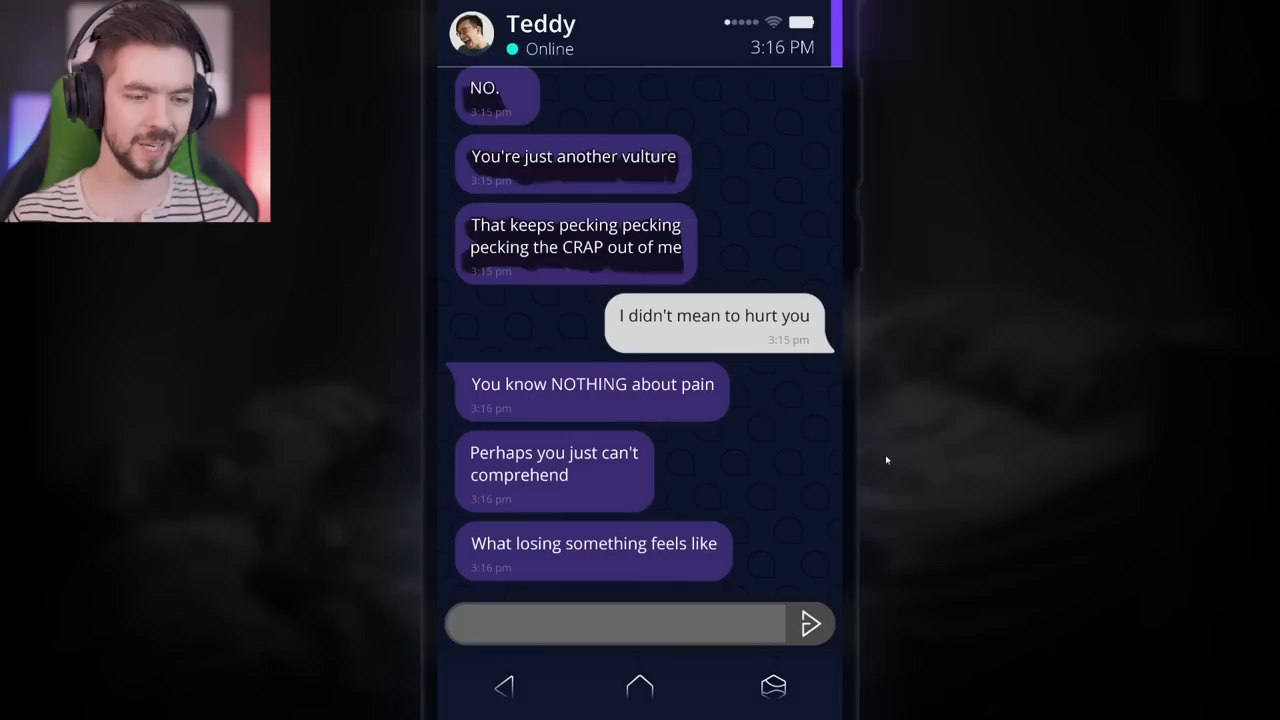 Teddy
Online
3:16 PM
NO.
3:15 pm
You're just another vulture
3:15 pm
That keeps pecking pecking
pecking the CRAP out of me
3:15 pm
I didn't mean to hurt you
3:15 pm
You know NOTHING about pain
3:16 pm
Perhaps you just can't
comprehend
3:16 pm
What losing something feels like
3:16 pm